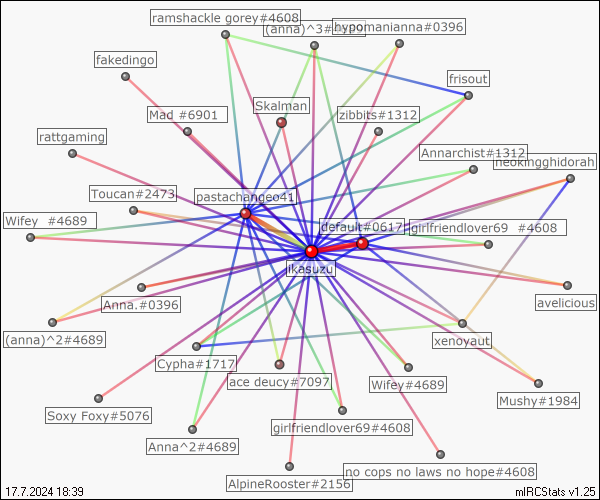 ramshackle gorey#4608
(anna)^3#
hypomanianna#0396
fakedingo
frisout
Skalman
Mad #6901
zibbits#1312
rattgaming
Annarchist#1312
neokingghidorah
Toucan#2473
pastachangeo41
Wifey #4689
default#0617
girlfriendlover69 #4608
ikasuzu
Anna.#0396
avelicious
(anna)^2#4689
xenoyaut
Cypha#1717
ace deucy#7097
Wifey#4689
Mushy#1984
Soxy Foxy#5076
girlfriendlover69#4608
Anna^2#4689
no cops no laws no hope#4608
AlpineRooster#2156
17.7.2024 18:39
mIRCStats v1.25